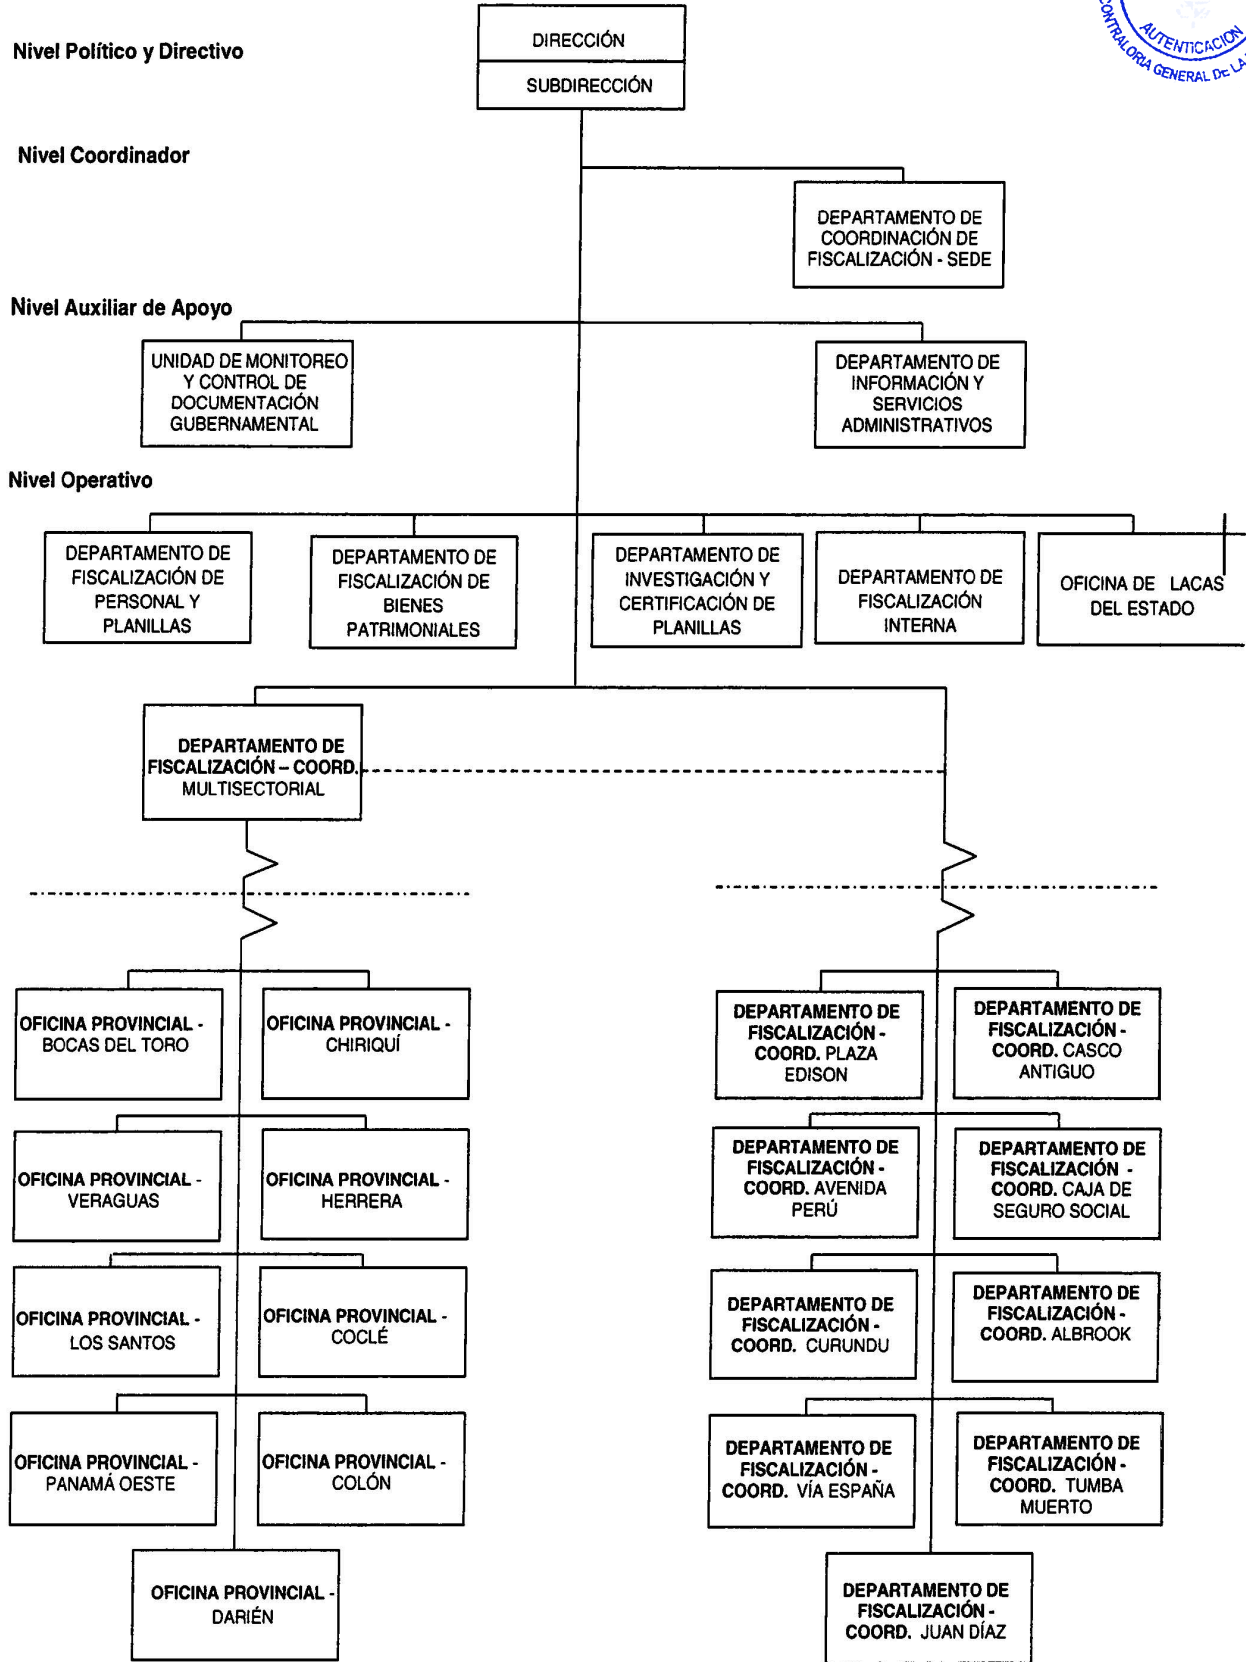 AUTENTICACION
CONTRALORIA GENERAL DE LA
Nivel Político y Directivo
DIRECCIÓN
SUBDIRECCIÓN
Nivel Coordinador
DEPARTAMENTO DE
COORDINACIÓN DE
FISCALIZACIÓN - SEDE
Nivel Auxiliar de Apoyo
UNIDAD DE MONITOREO
Y CONTROL DE
DOCUMENTACIÓN
GUBERNAMENTAL
DEPARTAMENTO DE
INFORMACIÓN Y
SERVICIOS
ADMINISTRATIVOS
Nivel Operativo
DEPARTAMENTO DE
FISCALIZACIÓN DE
PERSONAL Y
PLANILLAS
DEPARTAMENTO DE
FISCALIZACIÓN DE
BIENES
PATRIMONIALES
DEPARTAMENTO DE
INVESTIGACIÓN Y
CERTIFICACIÓN DE
PLANILLAS
DEPARTAMENTO DE
FISCALIZACIÓN
INTERNA
OFICINA DE LACAS
DEL ESTADO
DEPARTAMENTO DE
FISCALIZACIÓN – COORD.
MULTISECTORIAL
OFICINA PROVINCIAL -
BOCAS DEL TORO
OFICINA PROVINCIAL -
CHIRIQUÍ
OFICINA PROVINCIAL -
VERAGUAS
OFICINA PROVINCIAL -
HERRERA
OFICINA PROVINCIAL -
LOS SANTOS
OFICINA PROVINCIAL -
COCLÉ
OFICINA PROVINCIAL -
PANAMÁ OESTE
OFICINA PROVINCIAL -
COLÓN
OFICINA PROVINCIAL -
DARIÉN
DEPARTAMENTO DE
FISCALIZACIÓN -
COORD. PLAZA
EDISON
DEPARTAMENTO DE
FISCALIZACIÓN -
COORD. CASCO
ANTIGUO
DEPARTAMENTO DE
FISCALIZACIÓN -
COORD. AVENIDA
PERÚ
DEPARTAMENTO DE
FISCALIZACIÓN -
COORD. CAJA DE
SEGURO SOCIAL
DEPARTAMENTO DE
FISCALIZACIÓN -
COORD. CURUNDU
DEPARTAMENTO DE
FISCALIZACIÓN -
COORD. ALBROOK
DEPARTAMENTO DE
FISCALIZACIÓN -
COORD. VÍA ESPAÑA
DEPARTAMENTO DE
FISCALIZACIÓN -
COORD. TUMBA
MUERTO
DEPARTAMENTO DE
FISCALIZACIÓN -
COORD. JUAN DÍAZ